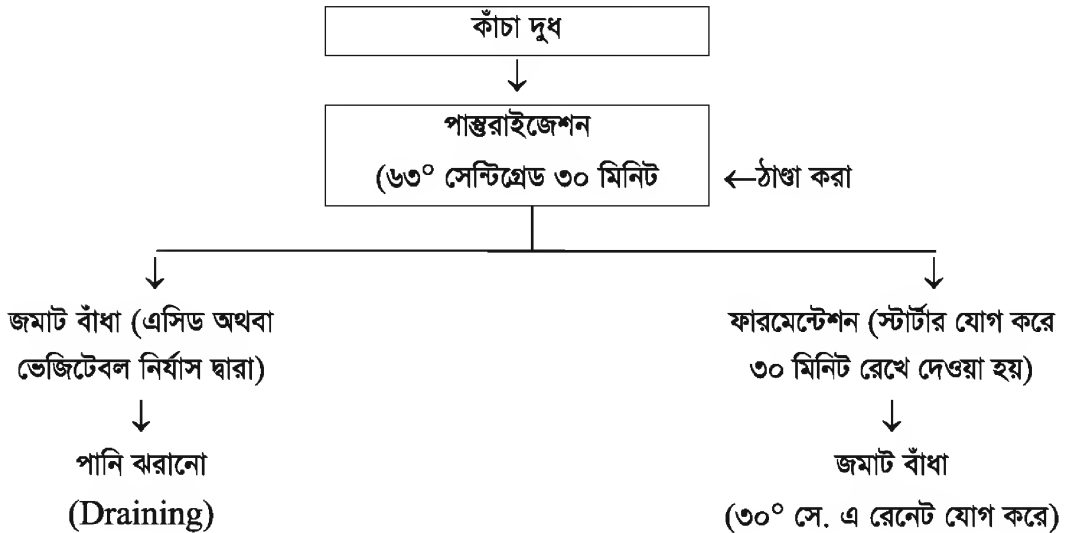 কাঁচা দুধ
↓
পাস্তুরাইজেশন
(৬৩° সেন্টিগ্রেড ৩০ মিনিট ←ঠাণ্ডা করা
↓ ↓
জমাট বাঁধা (এসিড অথবা
ভেজিটেবল নির্যাস দ্বারা)
↓
পানি ঝরানো
(Draining)
ফারমেন্টেশন (স্টার্টার যোগ করে
৩০ মিনিট রেখে দেওয়া হয়)
↓
জমাট বাঁধা
(৩০° সে. এ রেনেট যোগ করে)